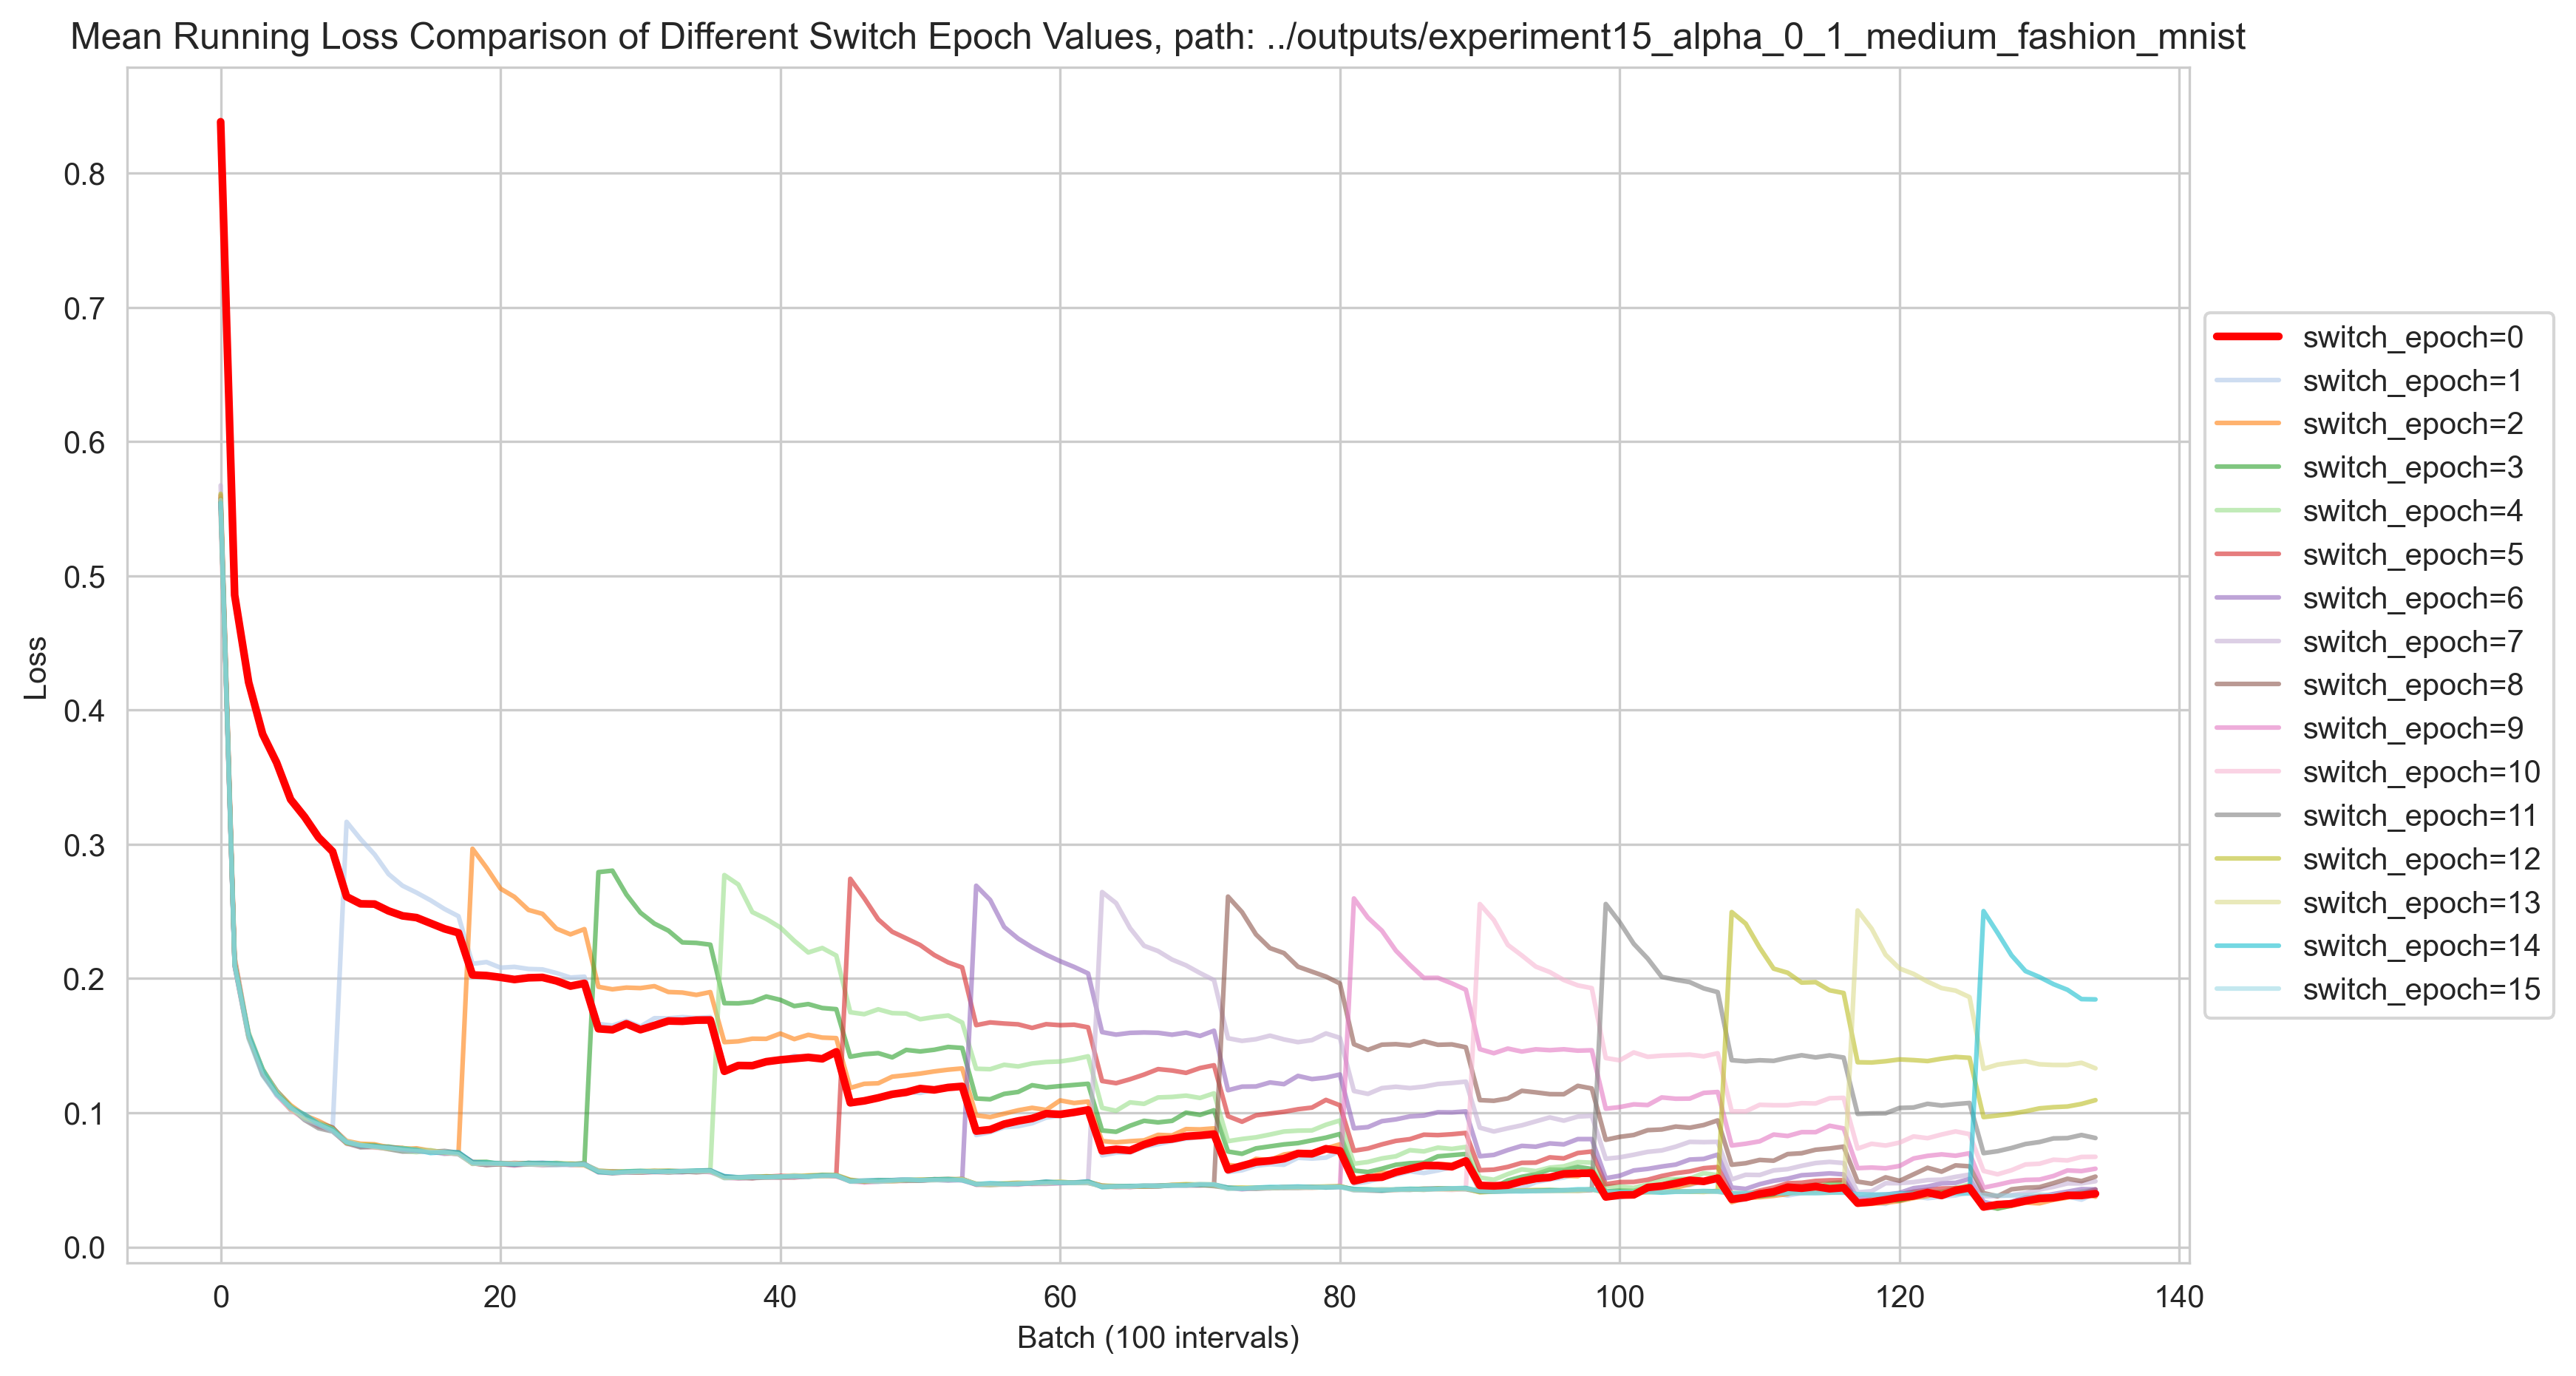 Mean Running Loss Comparison of Different Switch Epoch Values, path: ../outputs/experiment15_alpha_0_1_medium_fashion_mnist
Loss
0.8
0.7
0.6
0.5
0.4
0.3
0.2
0.1
0.0
0 20 40 60 80 100 120 140
Batch (100 intervals)
switch_epoch=0
switch_epoch=1
switch_epoch=2
switch_epoch=3
switch_epoch=4
switch_epoch=5
switch_epoch=6
switch_epoch=7
switch_epoch=8
switch_epoch=9
switch_epoch=10
switch_epoch=11
switch_epoch=12
switch_epoch=13
switch_epoch=14
switch_epoch=15